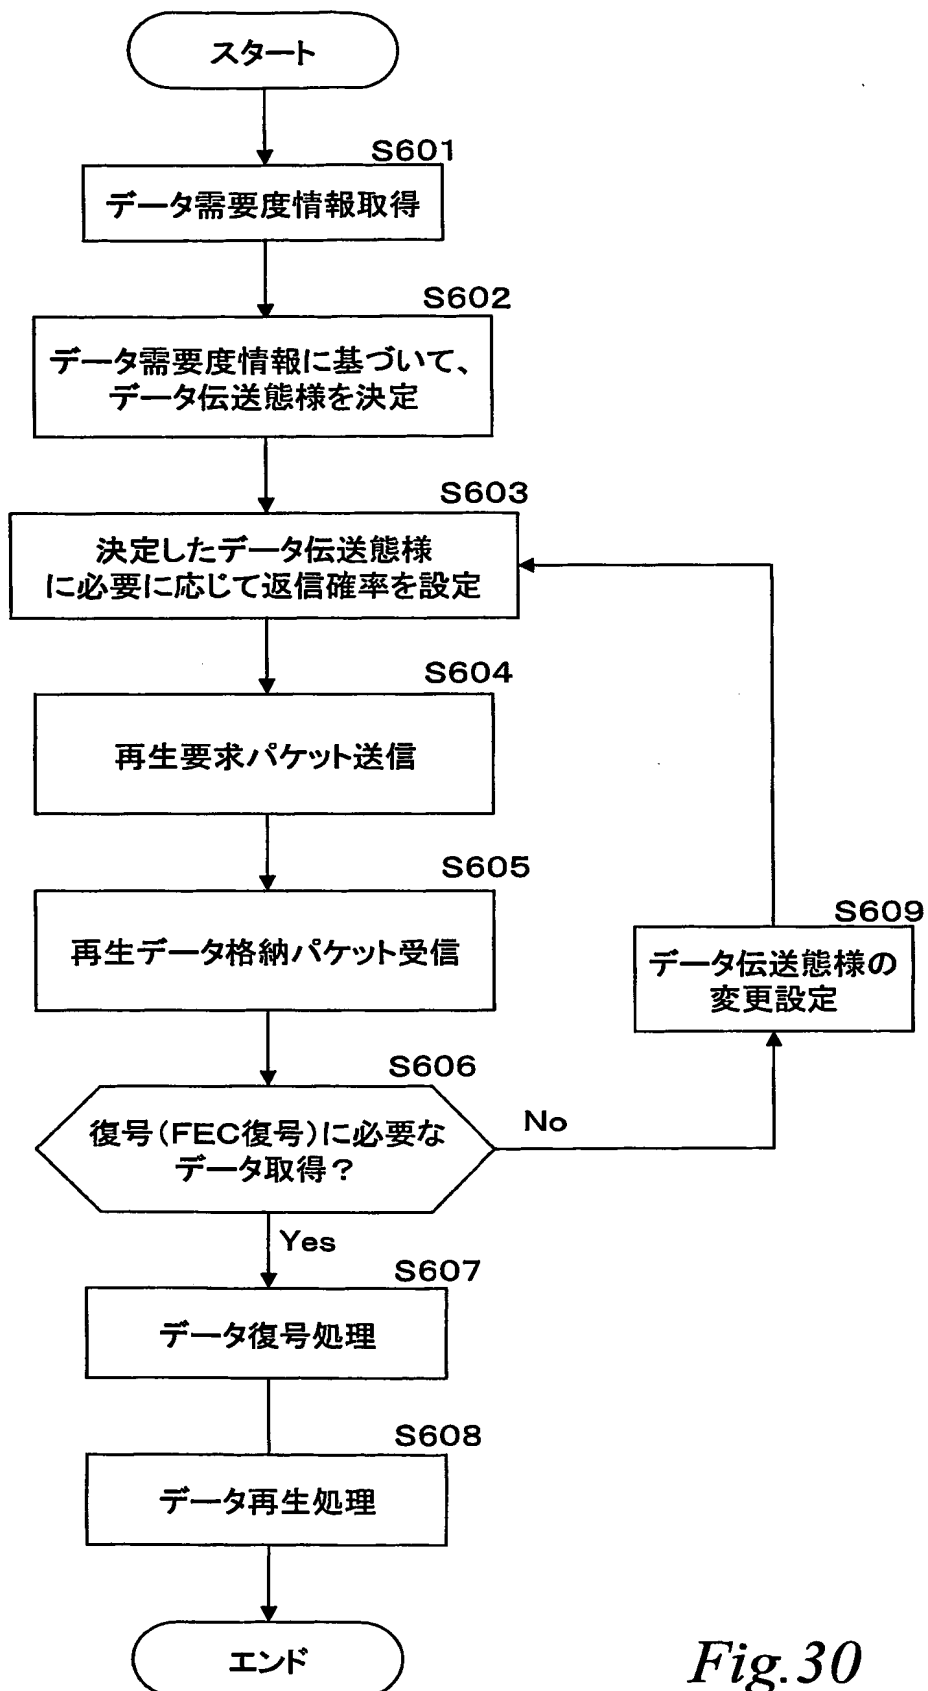 スタート
S601
データ需要度情報取得
S602
データ需要度情報に基づいて、
データ伝送態様を決定
S603
決定したデータ伝送態様
に必要に応じて返信確率を設定
S604
再生要求パケット送信
S605
再生データ格納パケット受信
S609
データ伝送態様の
変更設定
S606
復号(FEC復号)に必要な
データ取得?
No
Yes
S607
データ復号処理
S608
データ再生処理
エンド
Fig.30